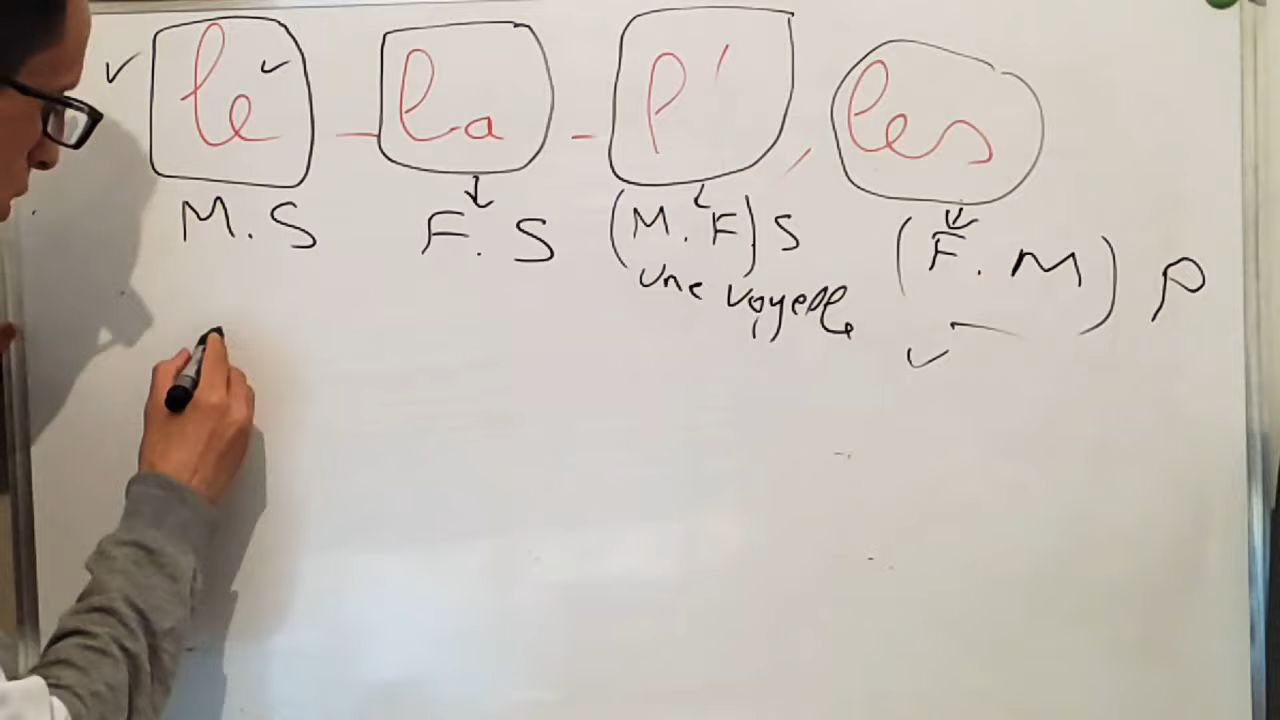 le - la - l' , les
M.S F.S (M.F) S (F.M) P
une voyelle